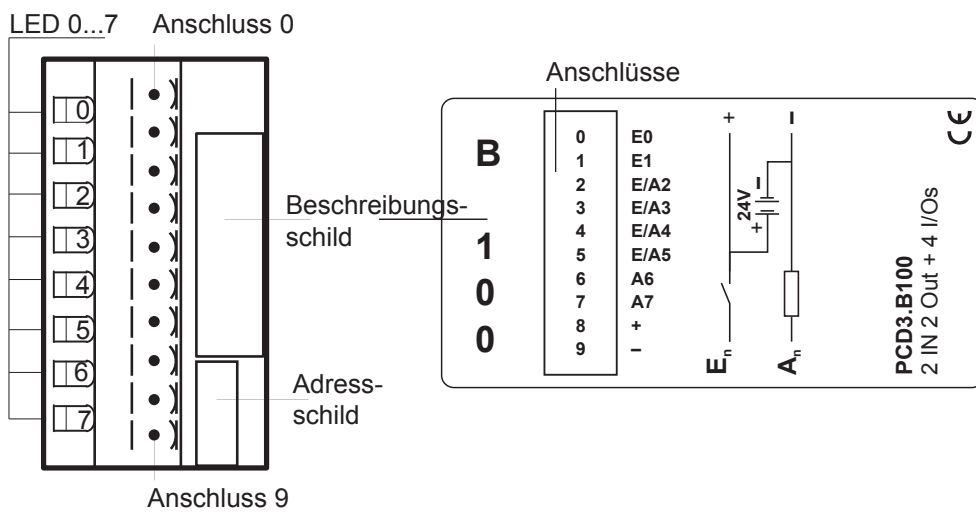 LED 0...7
Anschluss 0
0
1
2
3
4
5
6
7
Beschreibungs-
schild
Adress-
schild
Anschluss 9
Anschlüsse
B
1
0
0
0 E0
1 E1
2 E/A2
3 E/A3
4 E/A4
5 E/A5
6 A6
7 A7
8 +
9 –
+ –
24V
– +
En
An
PCD3.B100
2 IN 2 Out + 4 I/Os
CE